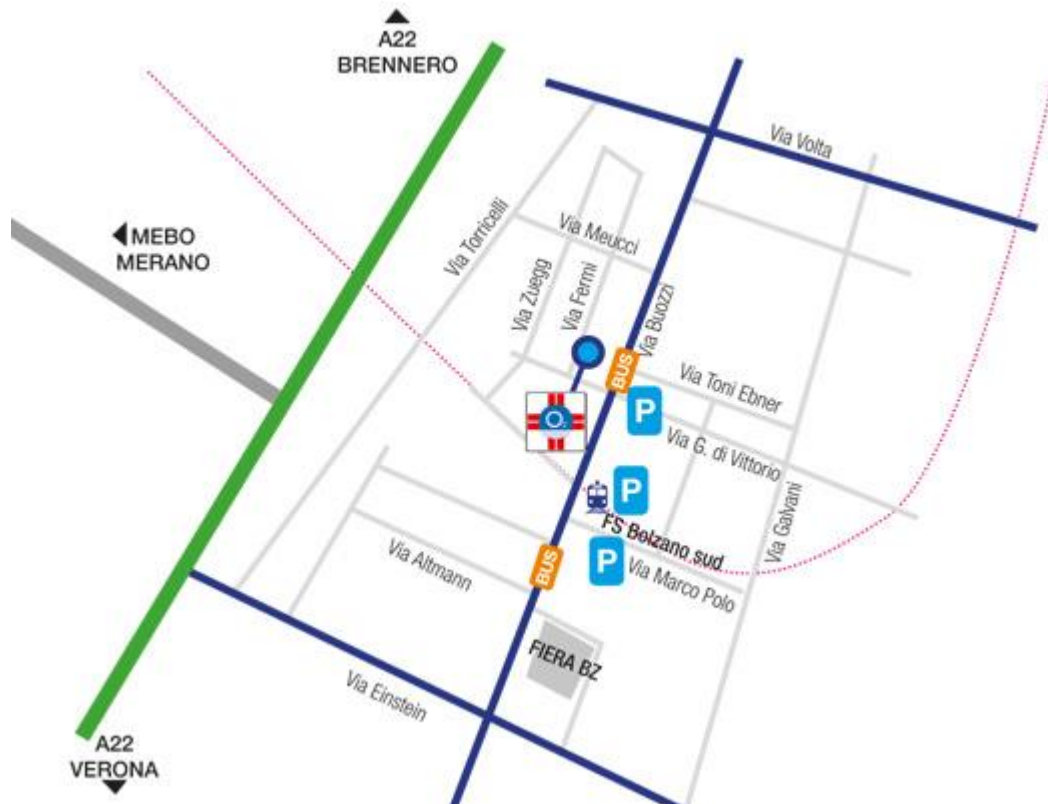 A22
BRENNERO
MEBO
MERANO
Via Volta
Via Torricelli
Via Meucci
Via Zuegg
Via Fermi
Via Buozzi
BUS
Via Toni Ebner
P
Via G. di Vittorio
P
FS Bolzano sud
Via Galvani
BUS
P
Via Marco Polo
Via Altmann
FIERA BZ
Via Einstein
A22
VERONA